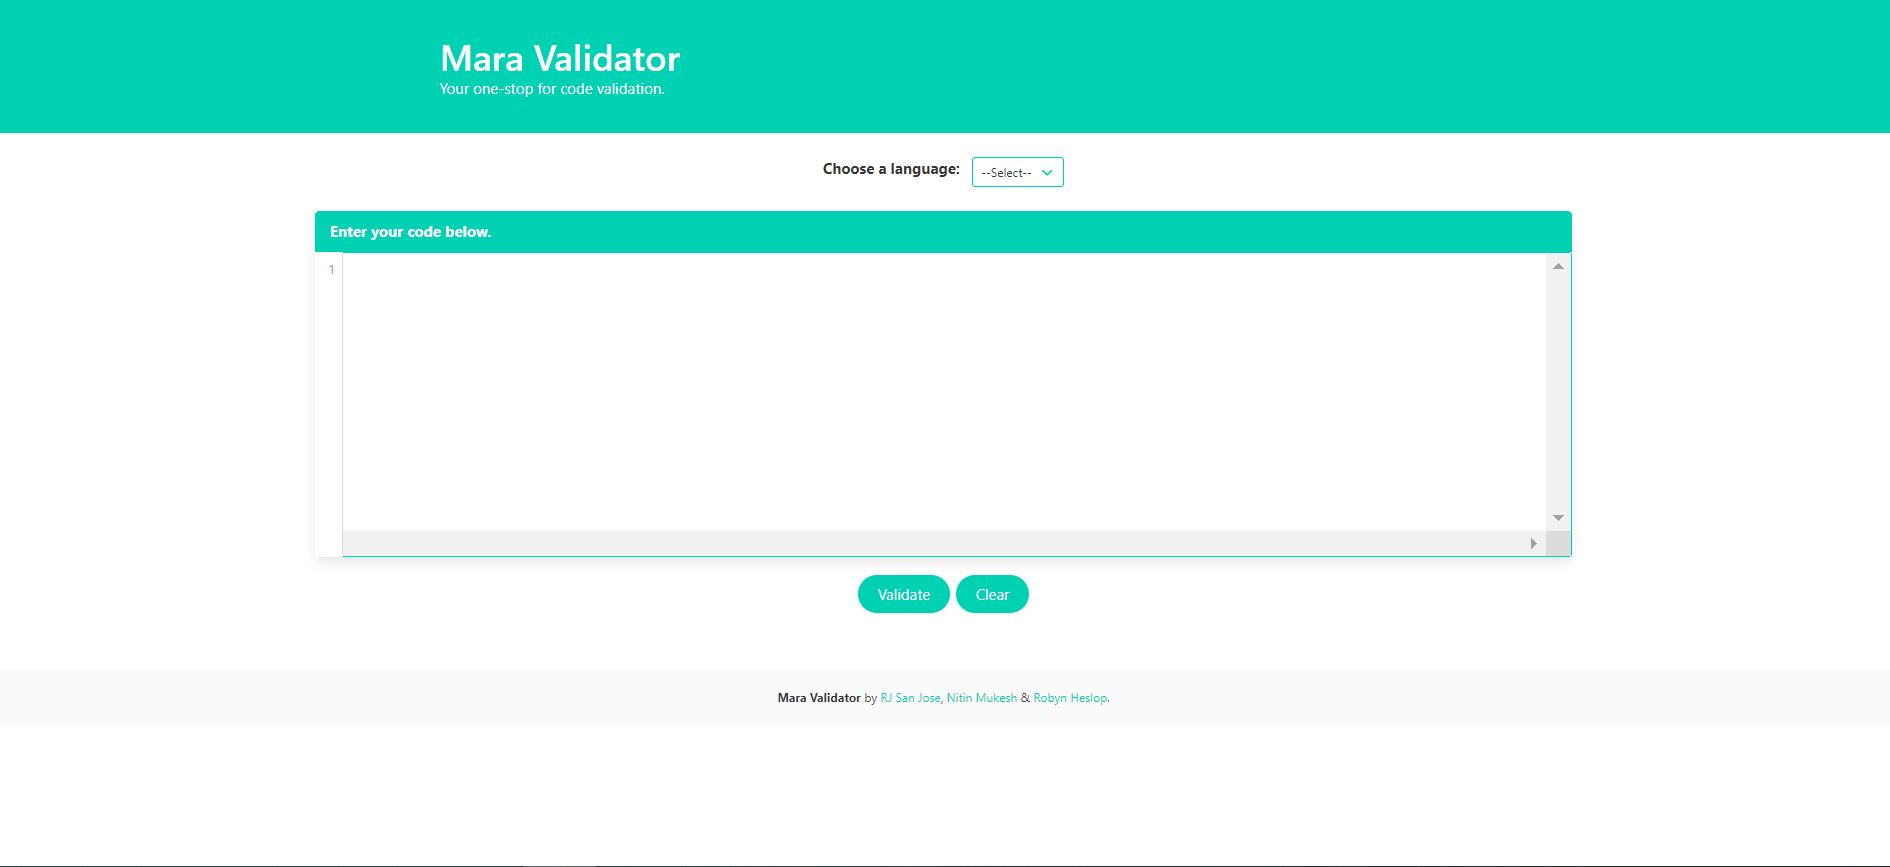 Mara Validator
Your one-stop for code validation.
Choose a language: --Select--
Enter your code below.
1
Validate Clear
Mara Validator by RJ San Jose, Nitin Mukesh & Robyn Heslop.